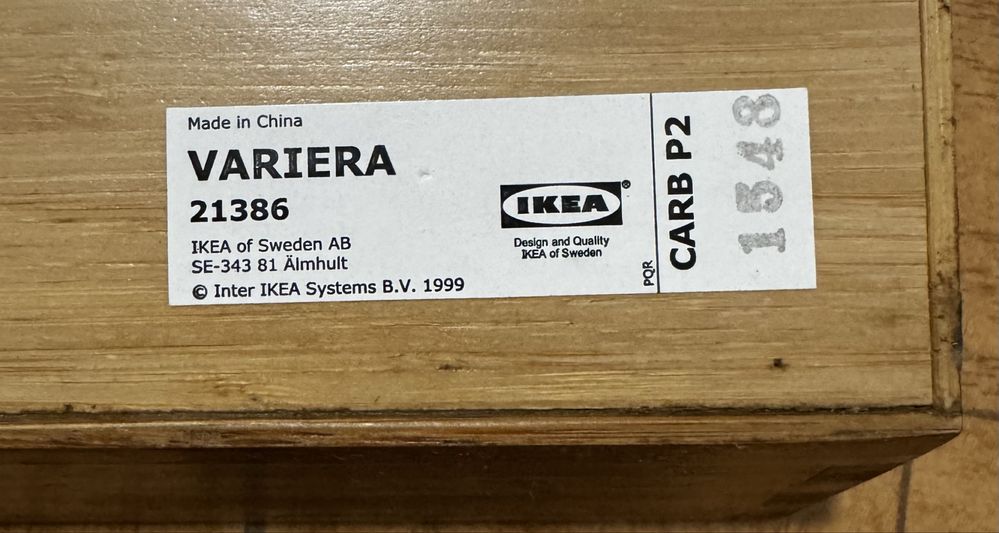 Made in China
VARIERA
21386
IKEA of Sweden AB
SE-343 81 Älmhult
© Inter IKEA Systems B.V. 1999
IKEA®
Design and Quality
IKEA of Sweden
PQR
CARB P2
1548